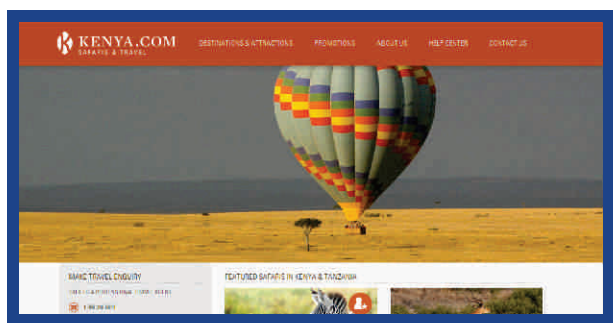 KENYA.COM
SAFARIS & TRAVEL
DESTINATIONS & ATTRACTIONS PROMOTIONS ABOUT US HELP CENTER CONTACT US
MAKE TRAVEL ENQUIRY
FEATURED SAFARIS IN KENYA & TANZANIA